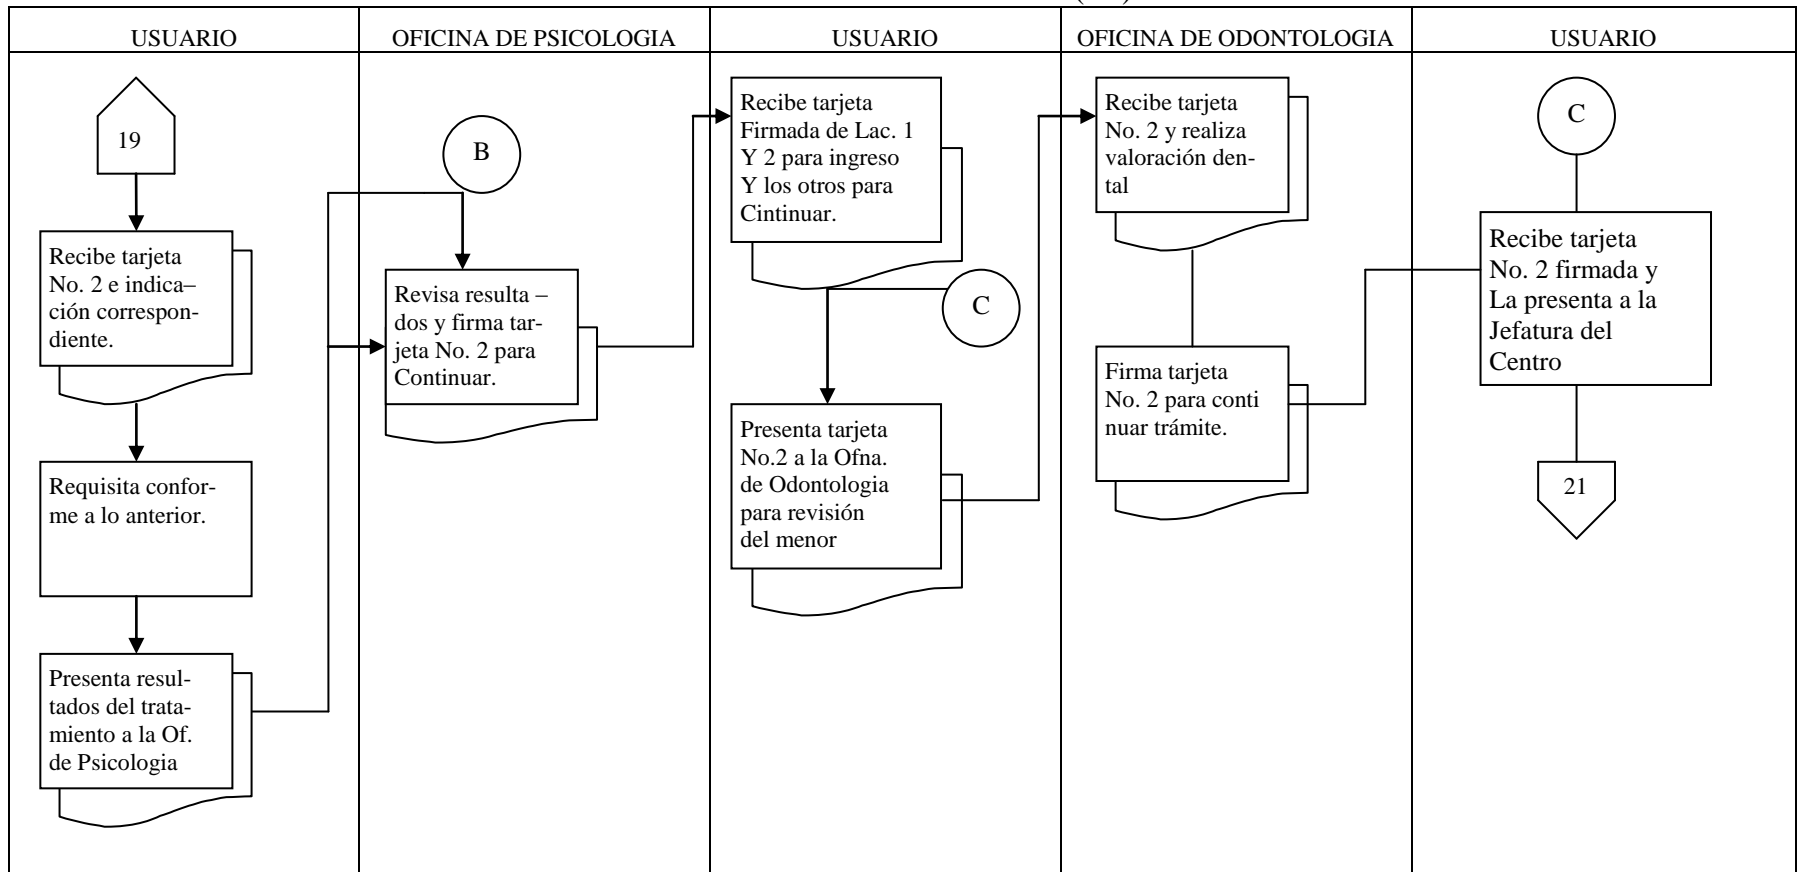 USUARIO
OFICINA DE PSICOLOGIA
USUARIO
OFICINA DE ODONTOLOGIA
USUARIO
19
Recibe tarjeta
No. 2 e indica–
ción correspon-
diente.
Requisita confor-
me a lo anterior.
Presenta resul-
tados del trata-
miento a la Of.
de Psicologia
B
Revisa resulta –
dos y firma tar-
jeta No. 2 para
Continuar.
Recibe tarjeta
Firmada de Lac. 1
Y 2 para ingreso
Y los otros para
Cintinuar.
C
Presenta tarjeta
No.2 a la Ofna.
de Odontologia
para revisión
del menor
Recibe tarjeta
No. 2 y realiza
valoración den-
tal
Firma tarjeta
No. 2 para conti
nuar trámite.
C
Recibe tarjeta
No. 2 firmada y
La presenta a la
Jefatura del
Centro
21